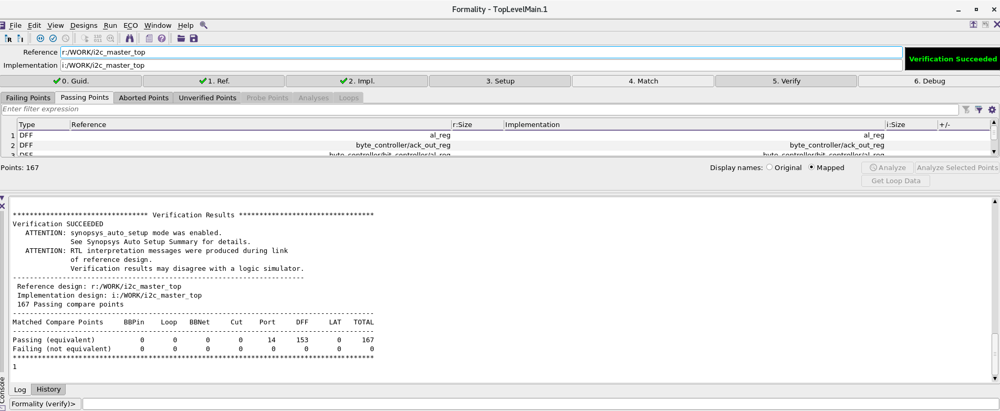 Formality - TopLevelMain.1
File Edit View Designs Run ECO Window Help
Reference r:/WORK/i2c_master_top
Verification Succeeded
Implementation i:/WORK/i2c_master_top
0. Guid. 1. Ref. 2. Impl. 3. Setup 4. Match 5. Verify 6. Debug
Failing Points Passing Points Aborted Points Unverified Points Probe Points Analyses Loops
Enter filter expression
Type Reference r:Size Implementation i:Size +/-
1 DFF al_reg al_reg
2 DFF byte_controller/ack_out_reg byte_controller/ack_out_reg
3 DFF byte_controller/bit_controller/al_reg byte_controller/bit_controller/al_reg
Points: 167 Display names: Original Mapped Analyze Analyze Selected Points
Get Loop Data
******************************** Verification Results ********************************
Verification SUCCEEDED
ATTENTION: synopsys_auto_setup mode was enabled.
See Synopsys Auto Setup Summary for details.
ATTENTION: RTL interpretation messages were produced during link
of reference design.
Verification results may disagree with a logic simulator.
-----------------------------------------------------------------------
Reference design: r:/WORK/i2c_master_top
Implementation design: i:/WORK/i2c_master_top
167 Passing compare points
----------------------------------------------------------------------------------------
Matched Compare Points BBPin Loop BBNet Cut Port DFF LAT TOTAL
----------------------------------------------------------------------------------------
Passing (equivalent) 0 0 0 0 14 153 0 167
Failing (not equivalent) 0 0 0 0 0 0 0 0
****************************************************************************************
1
Log History
Console
Formality (verify)>